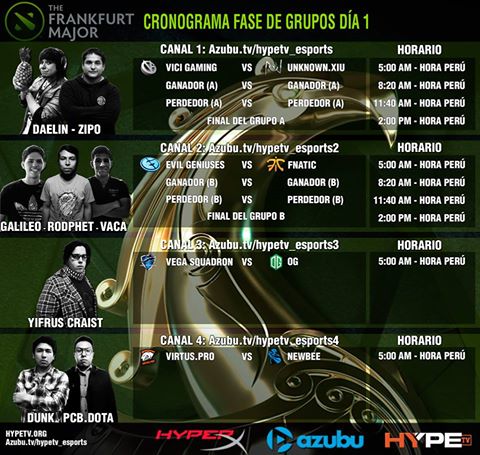 THE
FRANKFURT
MAJOR
CRONOGRAMA FASE DE GRUPOS DÍA 1
CANAL 1: Azubu.tv/hypetv_esports HORARIO
VICI GAMING VS UNKNOWN.XIU 5:00 AM - HORA PERÚ
GANADOR (A) VS GANADOR (A) 8:20 AM - HORA PERÚ
PERDEDOR (A) VS PERDEDOR (A) 11:40 AM - HORA PERÚ
FINAL DEL GRUPO A 2:00 PM - HORA PERÚ
DAELIN - ZIPO
CANAL 2: Azubu.tv/hypetv_esports2 HORARIO
EVIL GENIUSES VS FNATIC 5:00 AM - HORA PERÚ
GANADOR (B) VS GANADOR (B) 8:20 AM - HORA PERÚ
PERDEDOR (B) VS PERDEDOR (B) 11:40 AM - HORA PERÚ
FINAL DEL GRUPO B 2:00 PM - HORA PERÚ
GALILEO - RODPHET - VACA
CANAL 3: Azubu.tv/hypetv_esports3 HORARIO
VEGA SQUADRON VS OG 5:00 AM - HORA PERÚ
YIFRUS CRAIST
CANAL 4: Azubu.tv/hypetv_esports4 HORARIO
VIRTUS.PRO VS NEWBEE 5:00 AM - HORA PERÚ
DUNK - PCB.DOTA
HYPETV.ORG
Azubu.tv/hypetv_esports
HYPERX
azubu
HYPE TV